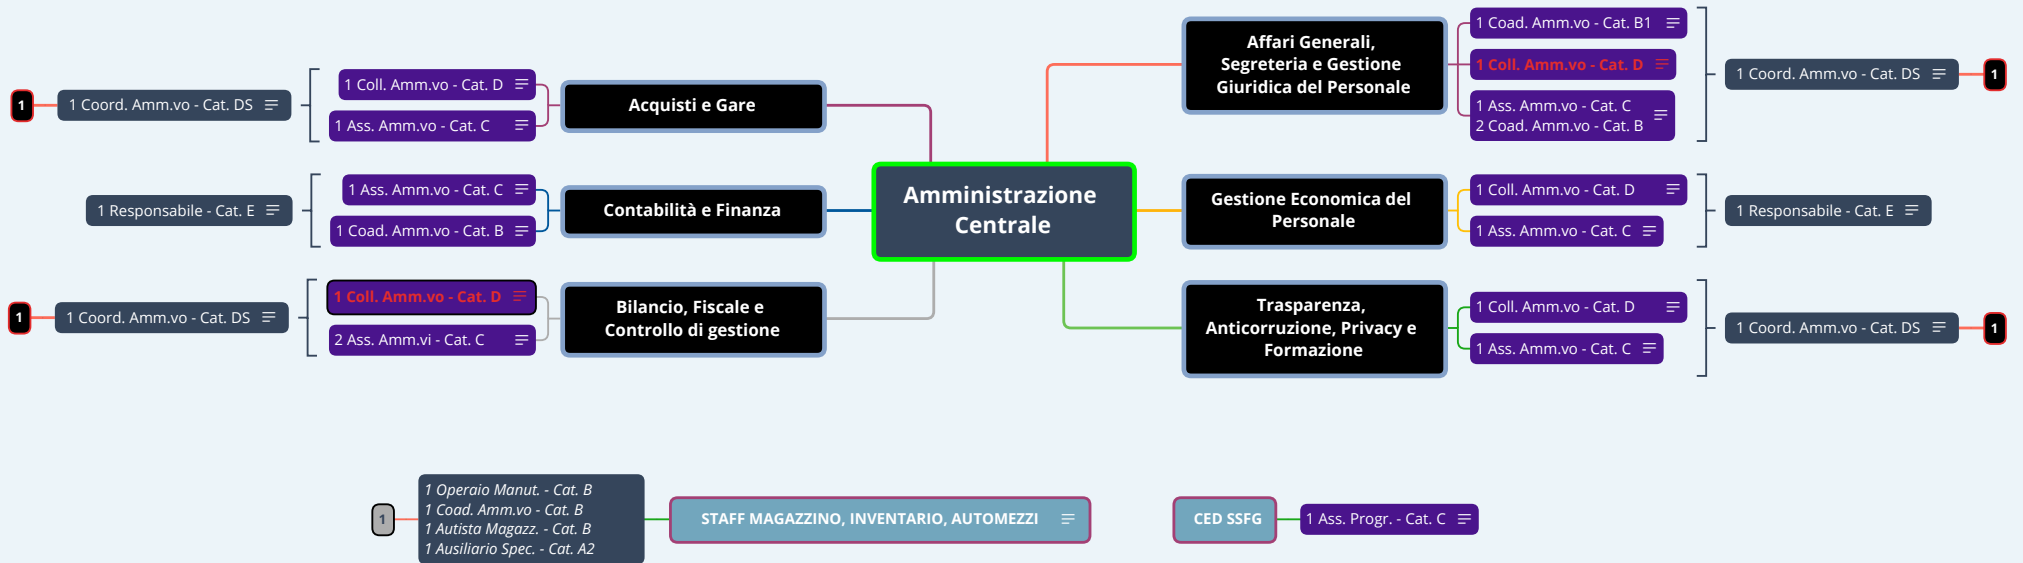 Amministrazione
Centrale
Acquisti e Gare
1 Coll. Amm.vo - Cat. D
1 Ass. Amm.vo - Cat. C
1 Coord. Amm.vo - Cat. DS
1
Contabilità e Finanza
1 Ass. Amm.vo - Cat. C
1 Coad. Amm.vo - Cat. B
1 Responsabile - Cat. E
Bilancio, Fiscale e
Controllo di gestione
1 Coll. Amm.vo - Cat. D
2 Ass. Amm.vi - Cat. C
1 Coord. Amm.vo - Cat. DS
1
Affari Generali,
Segreteria e Gestione
Giuridica del Personale
1 Coad. Amm.vo - Cat. B1
1 Coll. Amm.vo - Cat. D
1 Ass. Amm.vo - Cat. C
2 Coad. Amm.vo - Cat. B
1 Coord. Amm.vo - Cat. DS
1
Gestione Economica del
Personale
1 Coll. Amm.vo - Cat. D
1 Ass. Amm.vo - Cat. C
1 Responsabile - Cat. E
Trasparenza,
Anticorruzione, Privacy e
Formazione
1 Coll. Amm.vo - Cat. D
1 Ass. Amm.vo - Cat. C
1 Coord. Amm.vo - Cat. DS
1
1
1 Operaio Manut. - Cat. B
1 Coad. Amm.vo - Cat. B
1 Autista Magazz. - Cat. B
1 Ausiliario Spec. - Cat. A2
STAFF MAGAZZINO, INVENTARIO, AUTOMEZZI
CED SSFG
1 Ass. Progr. - Cat. C